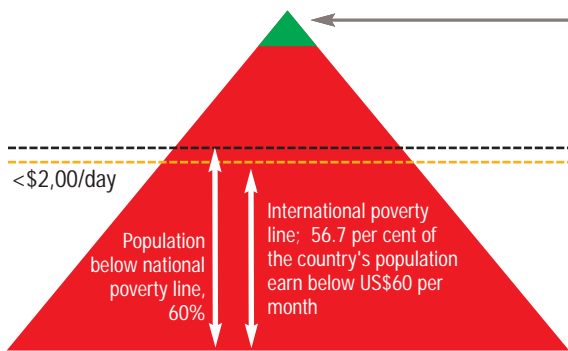 <$2,00/day
Population
below national
poverty line,
60%
International poverty
line; 56.7 per cent of
the country's population
earn below US$60 per
month